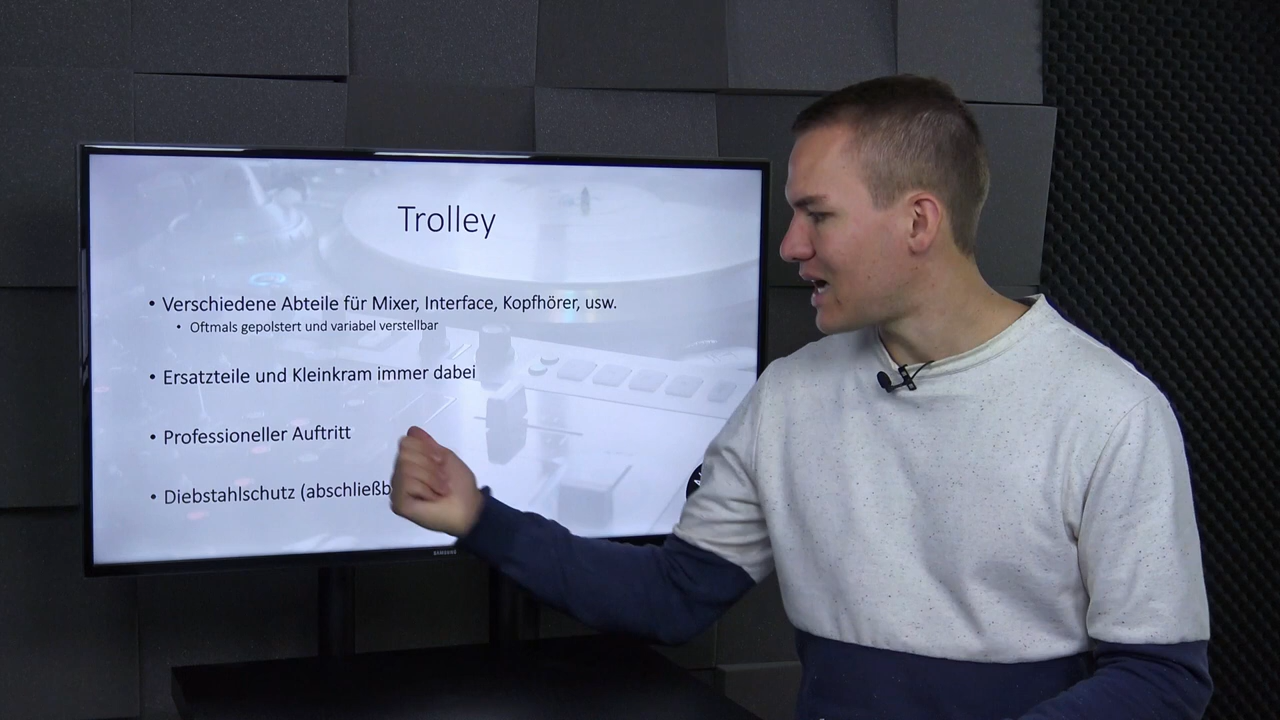 Trolley
• Verschiedene Abteile für Mixer, Interface, Kopfhörer, usw.
• Oftmals gepolstert und variabel verstellbar
• Ersatzteile und Kleinkram immer dabei
• Professioneller Auftritt
• Diebstahlschutz
SAMSUNG